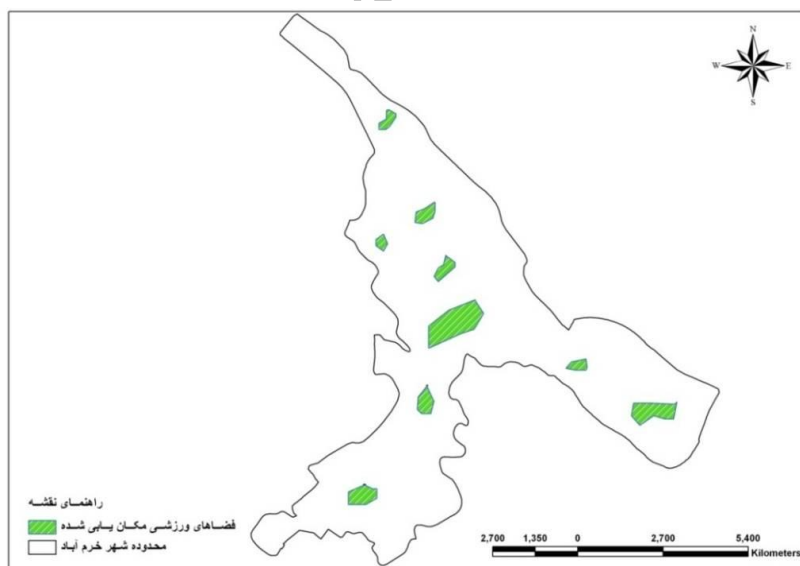 N
W E
S
راهنمای نقشه
فضاهای ورزشی مکان یابی شده
محدوده شهر خرم آباد
2,700 1,350 0 2,700 5,400
Kilometers